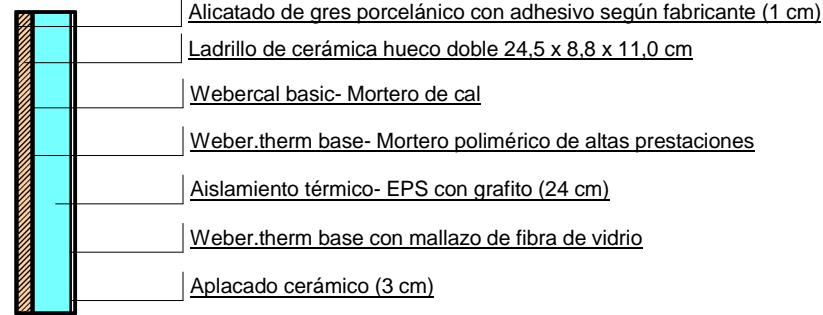 Alicatado de gres porcelánico con adhesivo según fabricante (1 cm)
Ladrillo de cerámica hueco doble 24,5 x 8,8 x 11,0 cm
Webercal basic- Mortero de cal
Weber.therm base- Mortero polimérico de altas prestaciones
Aislamiento térmico- EPS con grafito (24 cm)
Weber.therm base con mallazo de fibra de vidrio
Aplacado cerámico (3 cm)